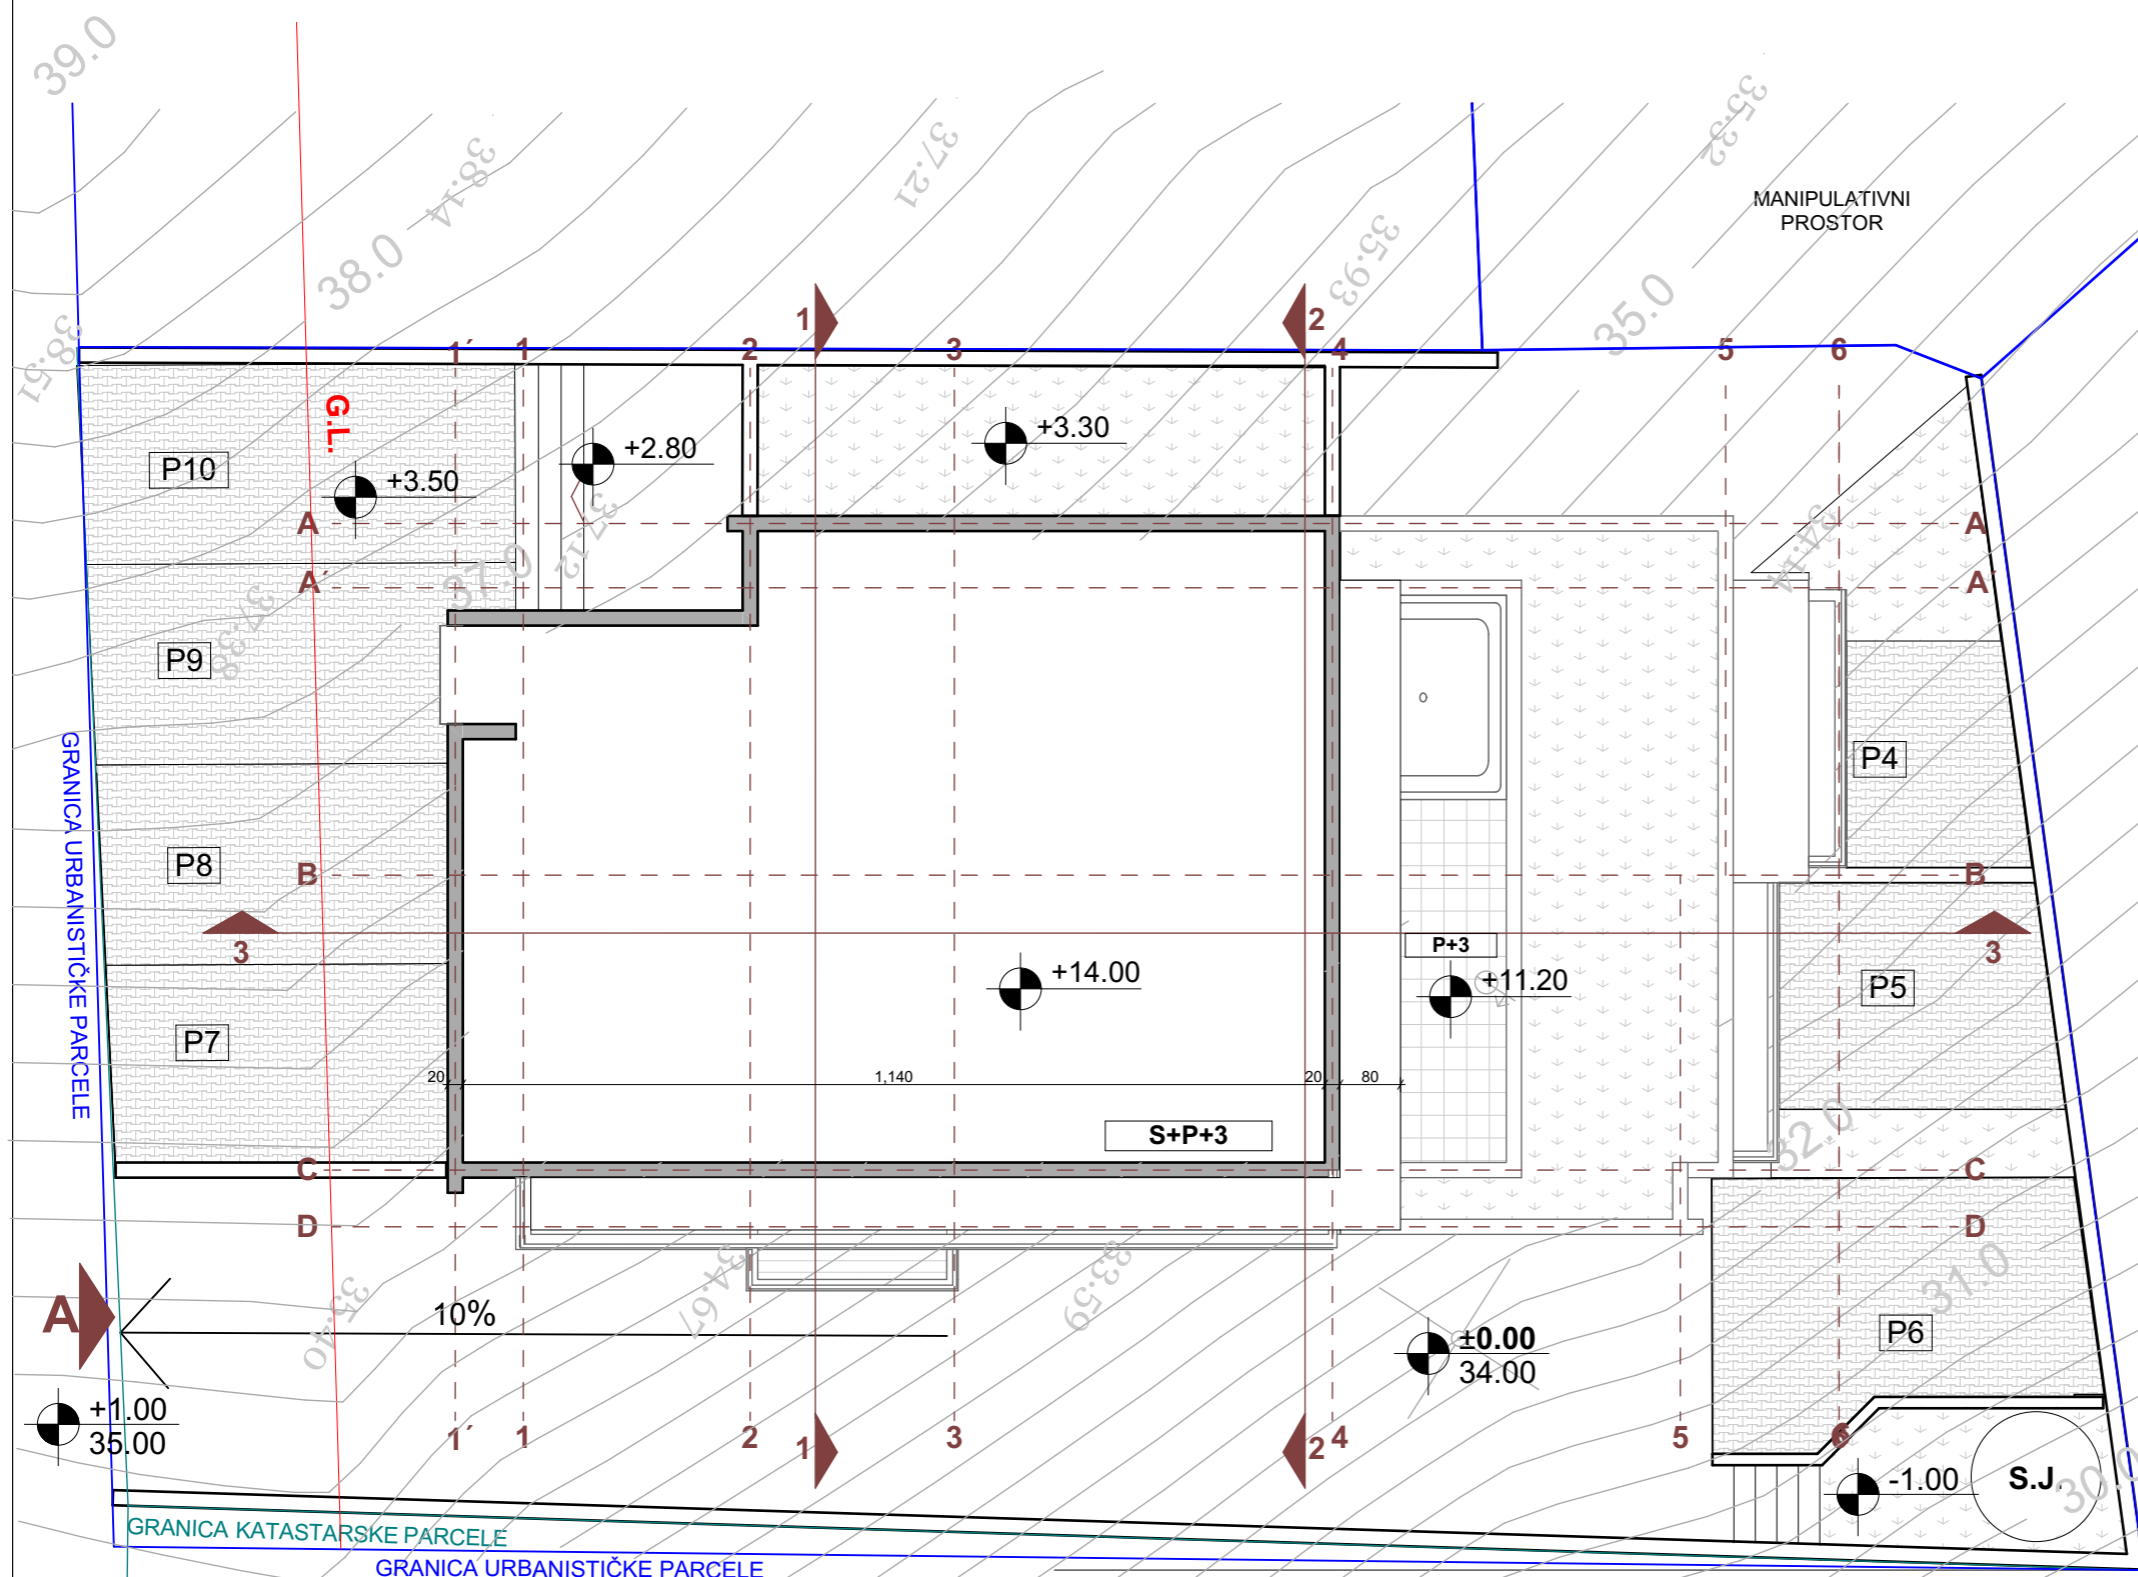 39.0
38.14
37.21
35.32
MANIPULATIVNI
PROSTOR
38.0
35.93
35.0
38.51
1
2
1´
1
2
3
4
5
6
G.L.
P10
+3.50
+2.80
+3.30
A
A
37.12
34.14
37.0
A´
A´
37.38
P9
P4
GRANICA URBANISTIČKE PARCELE
P8
B
B
3
3
P+3
+14.00
+11.20
P5
P7
20
1,140
20
80
S+P+3
32.0
C
C
D
D
35.40
34.67
33.59
31.0
A
10%
±0.00
34.00
P6
+1.00
35.00
1´
1
2
1
3
2
4
5
6
-1.00
S.J.
30.0
GRANICA KATASTARSKE PARCELE
GRANICA URBANISTIČKE PARCELE